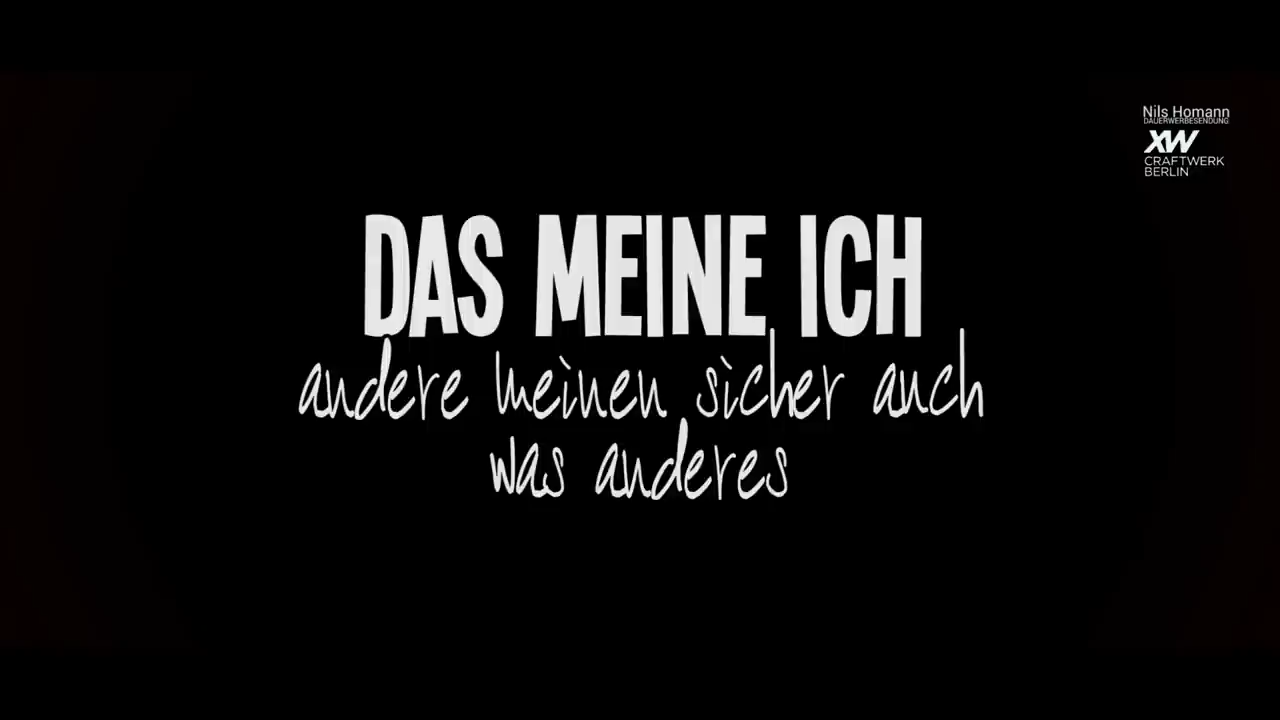 Nils Homann
DAUERWERBESENDUNG
XW
CRAFTWERK
BERLIN
DAS MEINE ICH
andere meinen sicher auch
was anderes